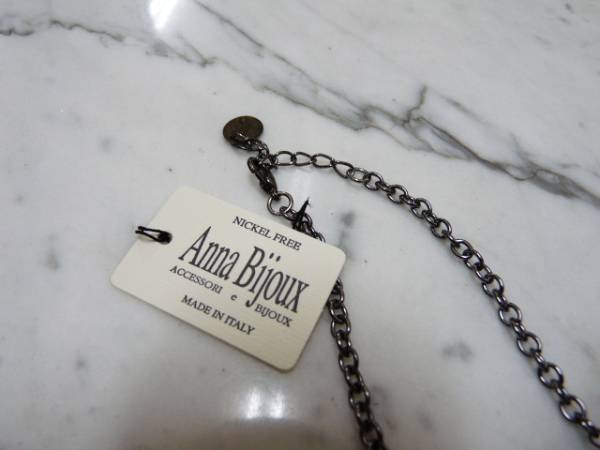 NICKEL FREE
Anna Bijoux
ACCESSORI e BIJOUX
MADE IN ITALY